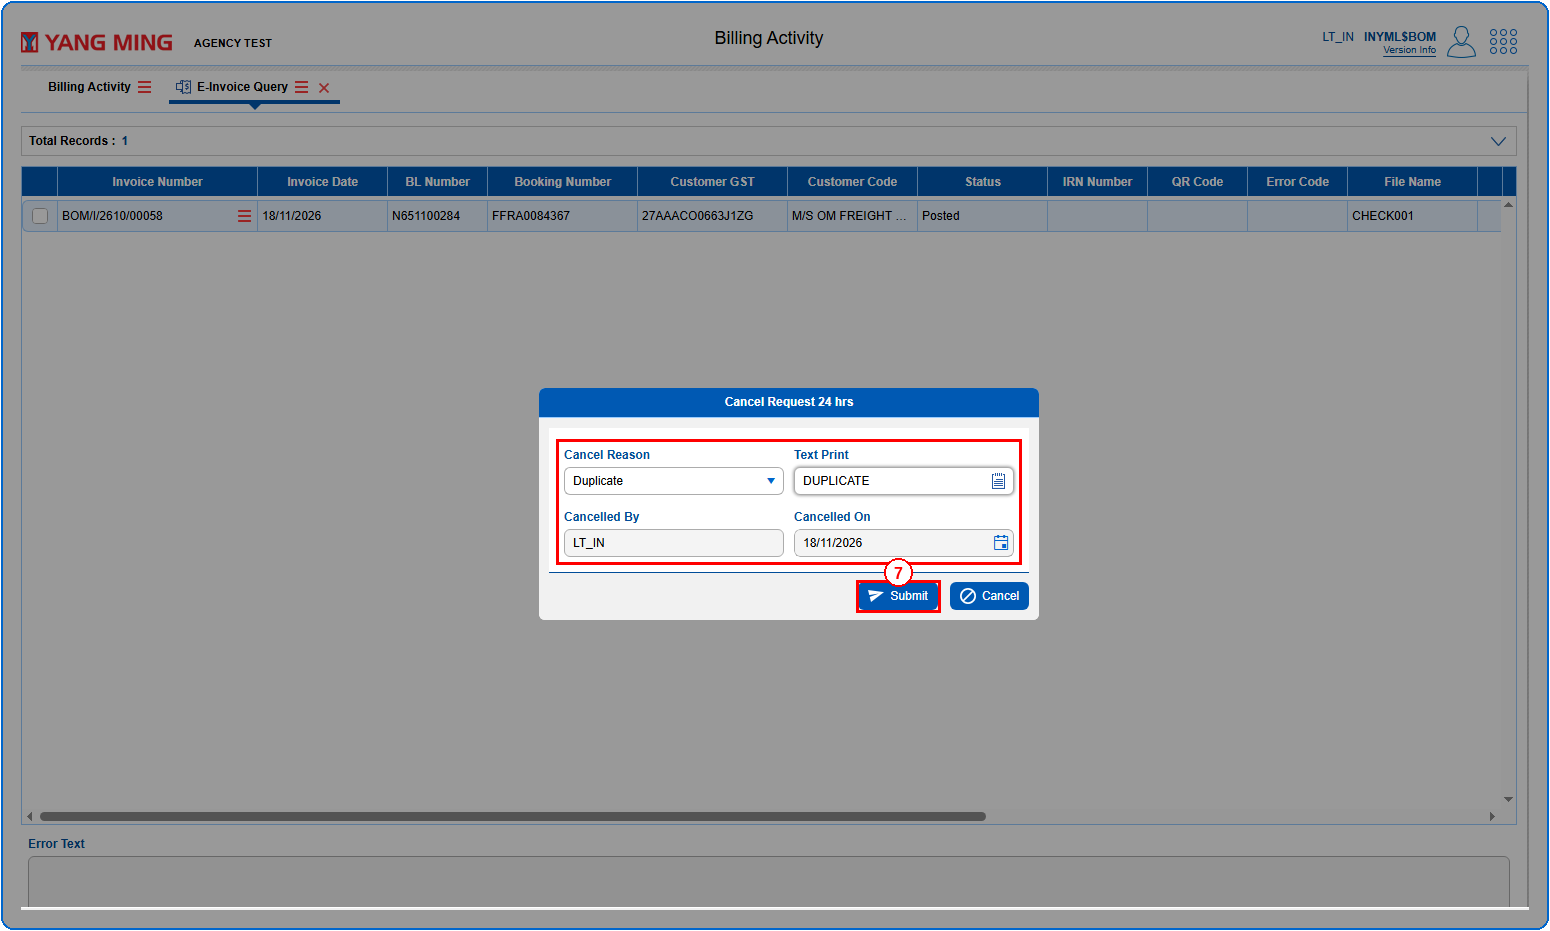 YANG MING AGENCY TEST
Billing Activity
LT_IN INYML$BOM
Version Info
Billing Activity
E-Invoice Query
Total Records : 1
Invoice Number Invoice Date BL Number Booking Number Customer GST Customer Code Status IRN Number QR Code Error Code File Name
BOM/I/2610/00058 18/11/2026 N651100284 FFRA0084367 27AAACO0663J1ZG M/S OM FREIGHT ... Posted CHECK001
Cancel Request 24 hrs
Cancel Reason Text Print
Duplicate DUPLICATE
Cancelled By Cancelled On
LT_IN 18/11/2026
7
Submit Cancel
Error Text